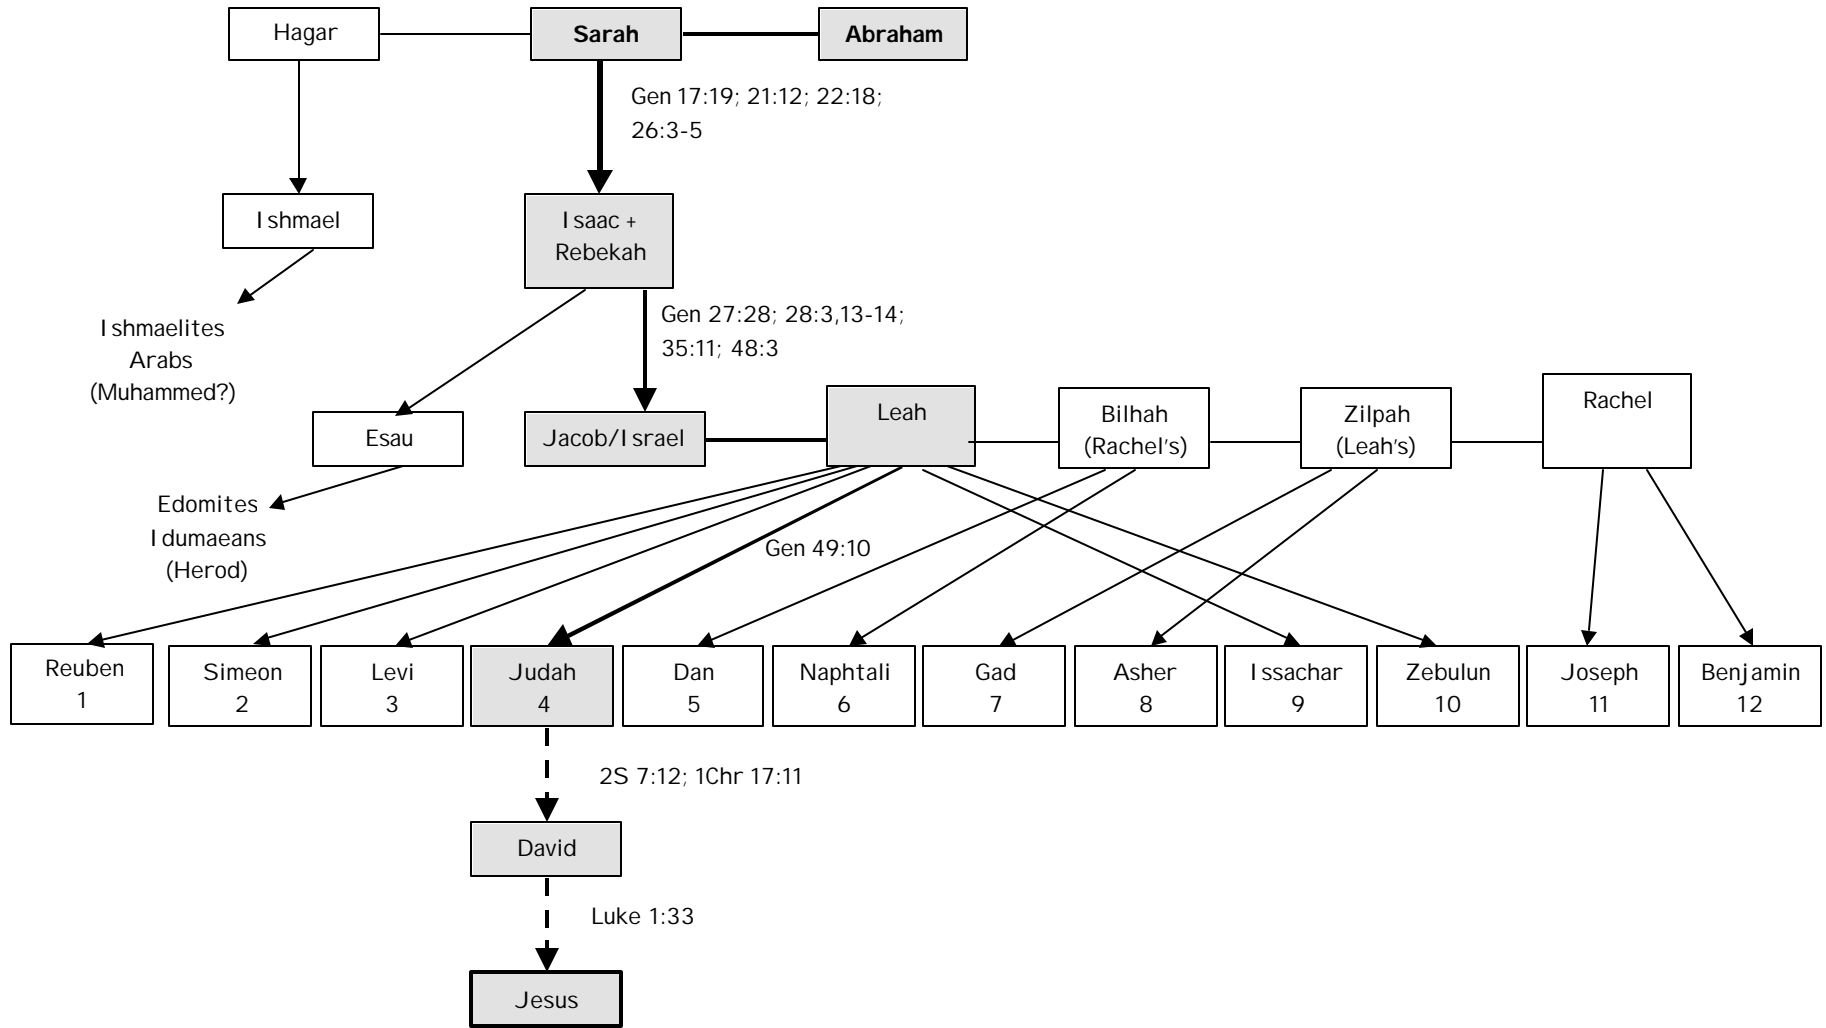 Hagar
Sarah
Abraham
Gen 17:19; 21:12; 22:18;
26:3-5
Ishmael
Isaac +
Rebekah
Ishmaelites
Arabs
(Muhammed?)
Gen 27:28; 28:3,13-14;
35:11; 48:3
Esau
Jacob/Israel
Leah
Bilhah
(Rachel's)
Zilpah
(Leah's)
Rachel
Edomites
Idumaeans
(Herod)
Gen 49:10
Reuben
1
Simeon
2
Levi
3
Judah
4
Dan
5
Naphtali
6
Gad
7
Asher
8
Issachar
9
Zebulun
10
Joseph
11
Benjamin
12
2S 7:12; 1Chr 17:11
David
Luke 1:33
Jesus